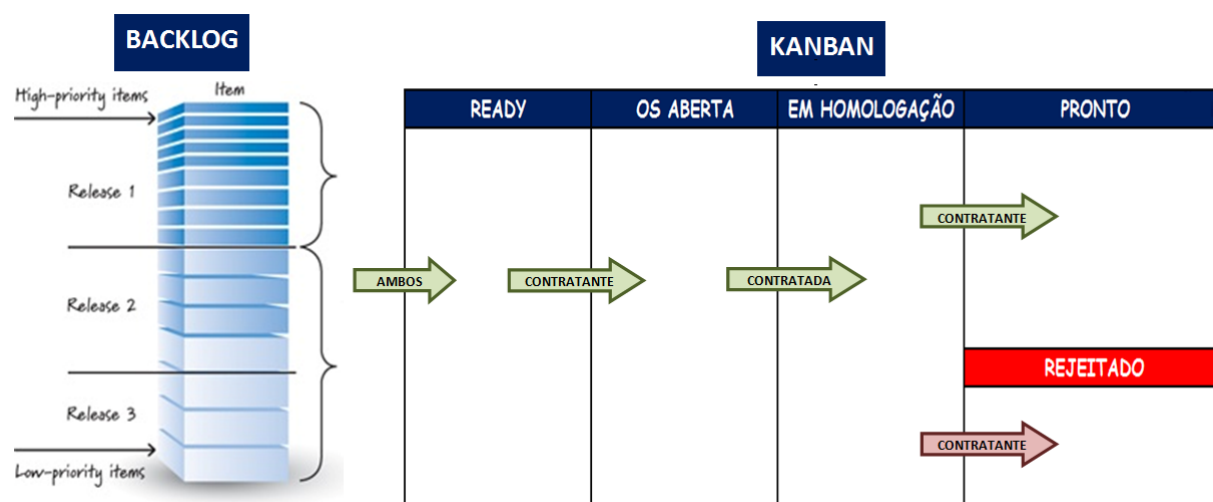 BACKLOG
High-priority items
Item
Release 1
Release 2
Release 3
Low-priority items
KANBAN
READY
OS ABERTA
EM HOMOLOGAÇÃO
PRONTO
AMBOS
CONTRATANTE
CONTRATADA
CONTRATANTE
REJEITADO
CONTRATANTE